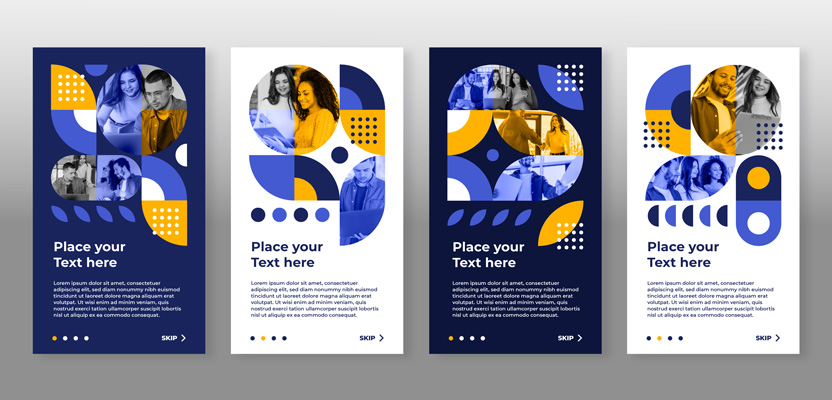 Place your
Text here
Lorem ipsum dolor sit amet, consectetuer
adipiscing elit, sed diam nonummy nibh euismod
tincidunt ut laoreet dolore magna aliquam erat
volutpat. Ut wisi enim ad minim veniam, quis
nostrud exerci tation ullamcorper suscipit lobortis
nisl ut aliquip ex ea commodo consequat.
SKIP
Place your
Text here
Lorem ipsum dolor sit amet, consectetuer
adipiscing elit, sed diam nonummy nibh euismod
tincidunt ut laoreet dolore magna aliquam erat
volutpat. Ut wisi enim ad minim veniam, quis
nostrud exerci tation ullamcorper suscipit lobortis
nisl ut aliquip ex ea commodo consequat.
SKIP
Place your
Text here
Lorem ipsum dolor sit amet, consectetuer
adipiscing elit, sed diam nonummy nibh euismod
tincidunt ut laoreet dolore magna aliquam erat
volutpat. Ut wisi enim ad minim veniam, quis
nostrud exerci tation ullamcorper suscipit lobortis
nisl ut aliquip ex ea commodo consequat.
SKIP
Place your
Text here
Lorem ipsum dolor sit amet, consectetuer
adipiscing elit, sed diam nonummy nibh euismod
tincidunt ut laoreet dolore magna aliquam erat
volutpat. Ut wisi enim ad minim veniam, quis
nostrud exerci tation ullamcorper suscipit lobortis
nisl ut aliquip ex ea commodo consequat.
SKIP